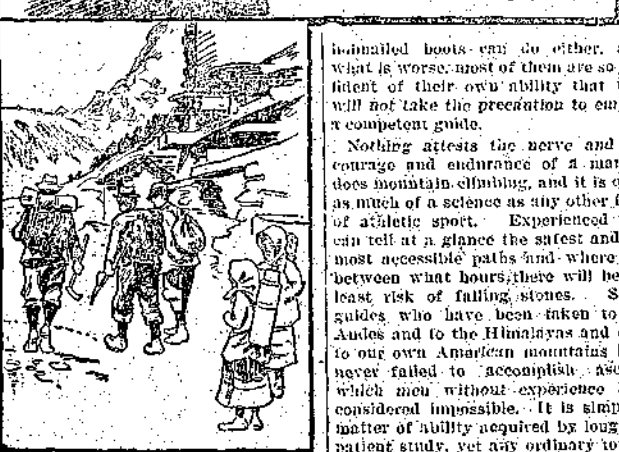 hobnailed boots can do either, a
what is worse, most of them are so
fident of their own ability that
will not take the precaution to em
a competent guide.
Nothing attests the nerve and
courage and endurance of a man
does mountain climbing, and it is
as much of a science as any other f
of athletic sport. Experienced
can tell at a glance the safest and
most accessible paths and where,
between what hours, there will be
least risk of falling stones. S
guides who have been taken to
Andes and to the Himalayas and
to our own American mountains
never failed to accomplish asc
which men without experience
considered impossible. It is simp
matter of ability acquired by long
patient study, yet any ordinary to